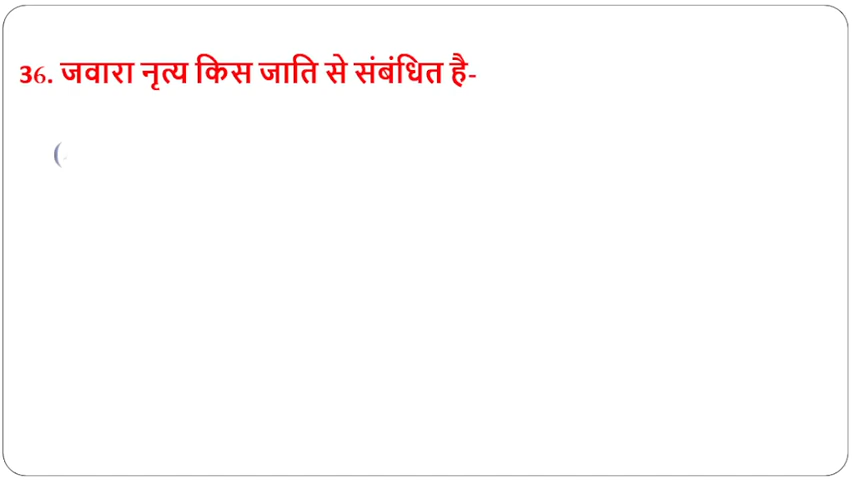 36. जवारा नृत्य किस जाति से संबंधित है-
(